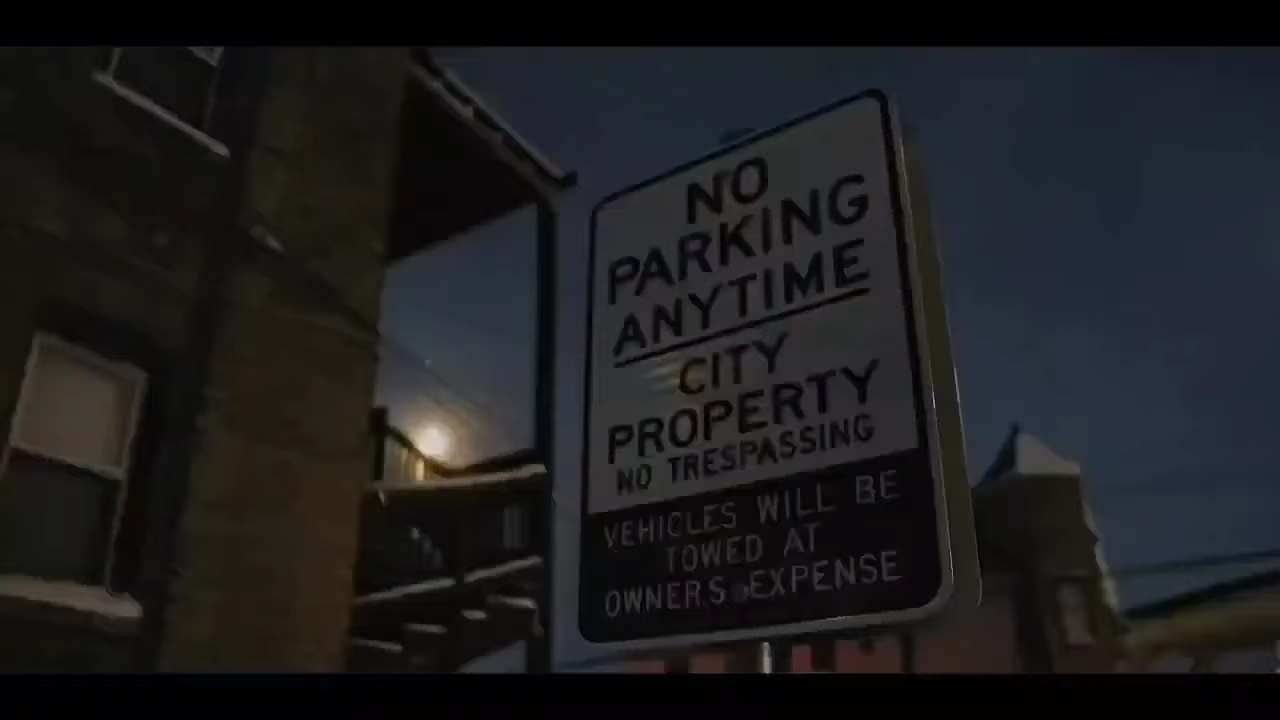 NO
PARKING
ANYTIME
CITY
PROPERTY
NO TRESPASSING
VEHICLES WILL BE
TOWED AT
OWNERS EXPENSE